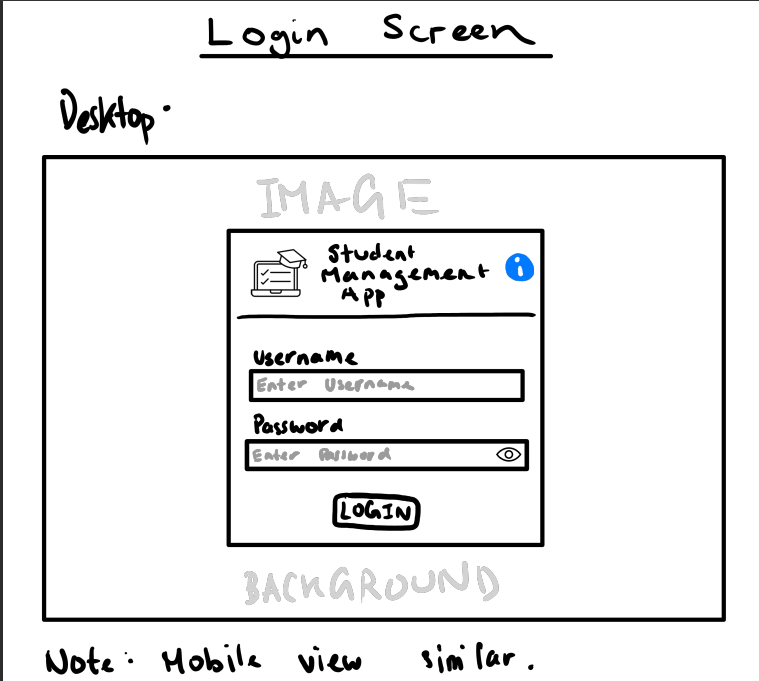 Login Screen
Desktop.
IMAGE
Student
Management
App
i
Username
Enter Username
Password
Enter Password
LOGIN
BACKGROUND
Note: Mobile view similar.